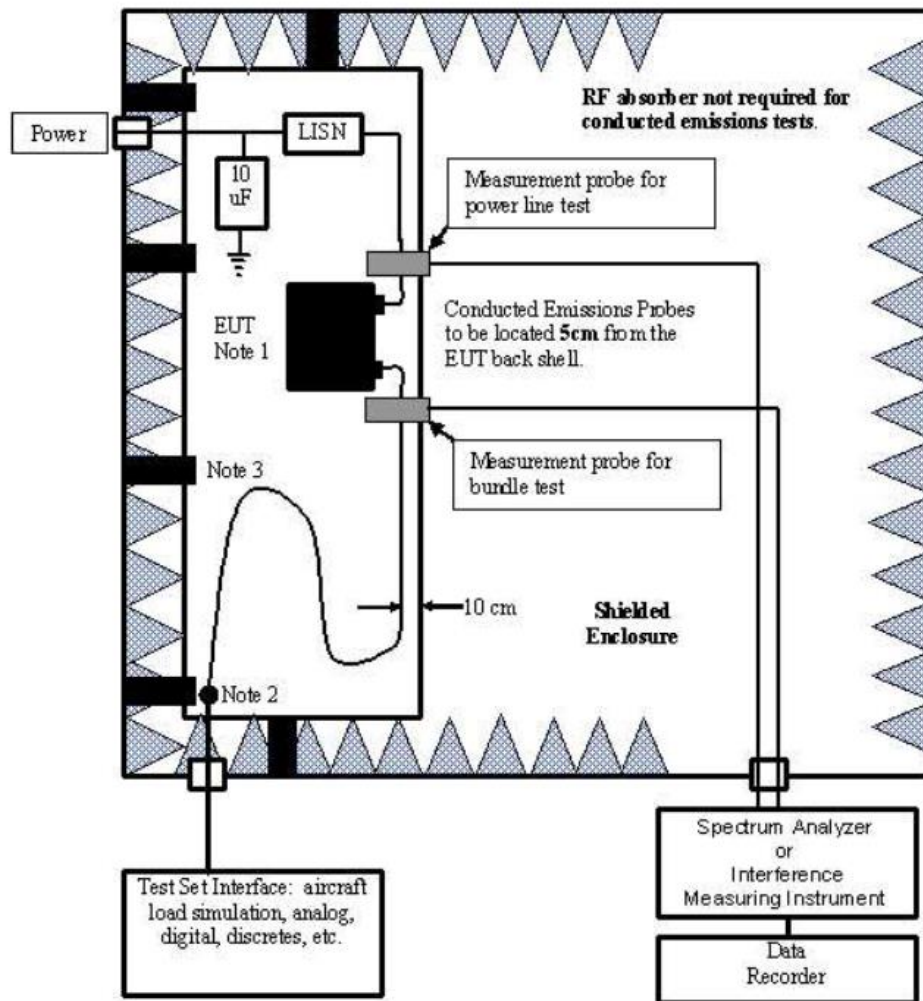 RF absorber not required for
conducted emissions tests.
Power
LISN
10
uF
Measurement probe for
power line test
EUT
Note 1
Conducted Emissions Probes
to be located 5cm from the
EUT back shell.
Note 3
Measurement probe for
bundle test
10 cm
Shielded
Enclosure
Note 2
Test Set Interface: aircraft
load simulation, analog,
digital, discretes, etc.
Spectrum Analyzer
or
Interference
Measuring Instrument
Data
Recorder